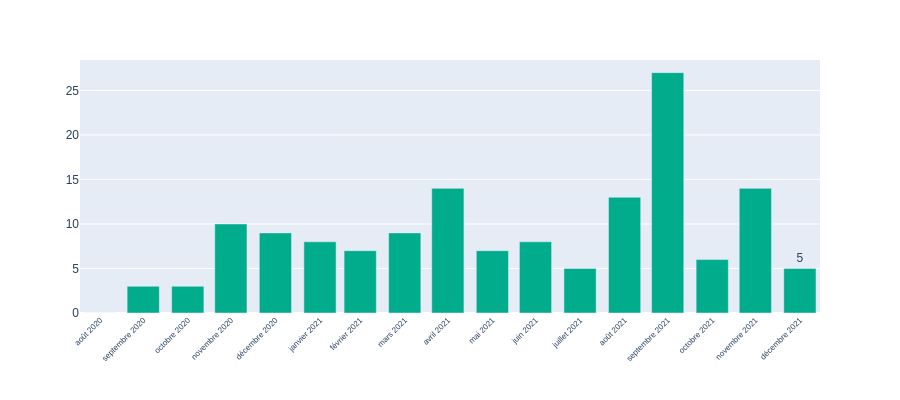 25
20
15
10
5
0
5
août 2020
septembre 2020
octobre 2020
novembre 2020
décembre 2020
janvier 2021
février 2021
mars 2021
avril 2021
mai 2021
juin 2021
juillet 2021
août 2021
septembre 2021
octobre 2021
novembre 2021
décembre 2021